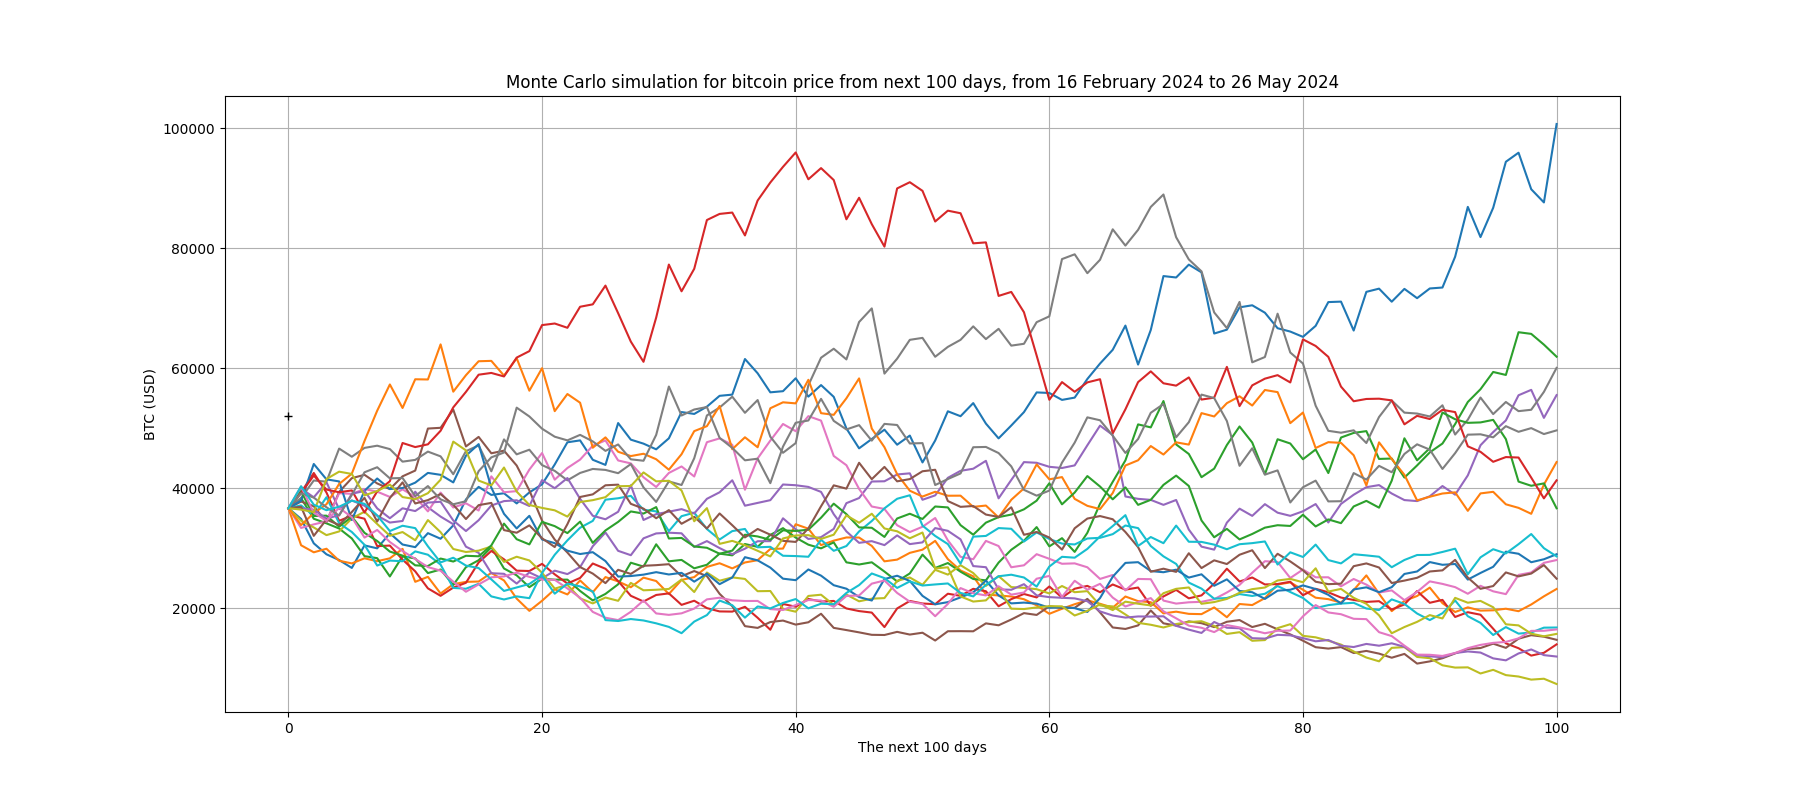 Monte Carlo simulation for bitcoin price from next 100 days, from 16 February 2024 to 26 May 2024
100000
80000
60000
40000
20000
BTC (USD)
0 20 40 60 80 100
The next 100 days